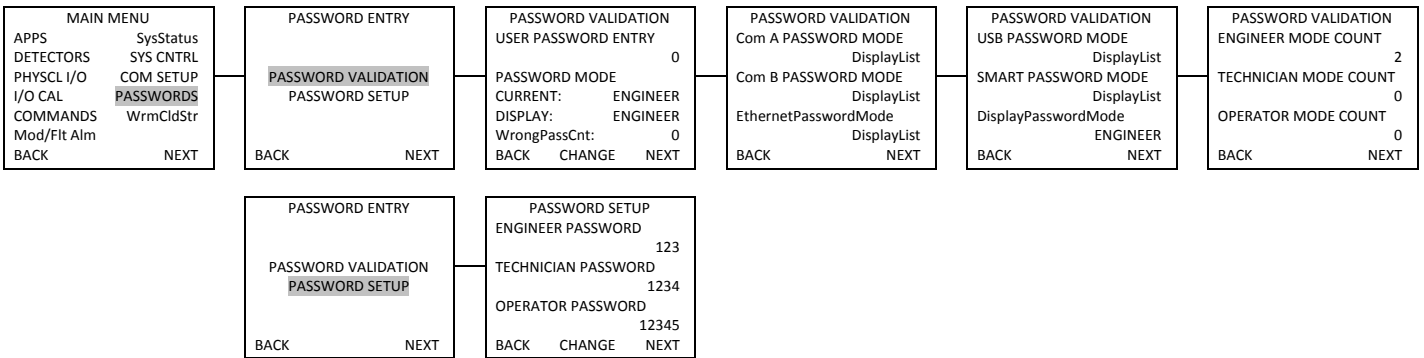 MAIN MENU
APPS SysStatus
DETECTORS SYS CNTRL
PHYSCL I/O COM SETUP
I/O CAL PASSWORDS
COMMANDS WrmCldStr
Mod/Flt Alm
BACK NEXT
PASSWORD ENTRY
PASSWORD VALIDATION
PASSWORD SETUP
BACK NEXT
PASSWORD VALIDATION
USER PASSWORD ENTRY
0
PASSWORD MODE
CURRENT: ENGINEER
DISPLAY: ENGINEER
WrongPassCnt: 0
BACK CHANGE NEXT
PASSWORD VALIDATION
Com A PASSWORD MODE
DisplayList
Com B PASSWORD MODE
DisplayList
EthernetPasswordMode
DisplayList
BACK NEXT
PASSWORD VALIDATION
USB PASSWORD MODE
DisplayList
SMART PASSWORD MODE
DisplayList
DisplayPasswordMode
ENGINEER
BACK NEXT
PASSWORD VALIDATION
ENGINEER MODE COUNT
2
TECHNICIAN MODE COUNT
0
OPERATOR MODE COUNT
0
BACK NEXT
PASSWORD ENTRY
PASSWORD VALIDATION
PASSWORD SETUP
BACK NEXT
PASSWORD SETUP
ENGINEER PASSWORD
123
TECHNICIAN PASSWORD
1234
OPERATOR PASSWORD
12345
BACK CHANGE NEXT